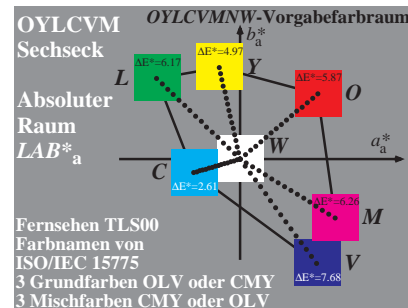 OYLCVM
Sechseck
Absoluter
Raum
LAB*a
OYLCVMNW-Vorgabefarbraum
b*a
a*a
L
ΔE*=6.17
ΔE*=4.97
Y
ΔE*=5.87
O
W
C
ΔE*=2.61
ΔE*=6.26
M
ΔE*=7.68
V
Fernsehen TLS00
Farbnamen von
ISO/IEC 15775
3 Grundfarben OLV oder CMY
3 Mischfarben CMY oder OLV